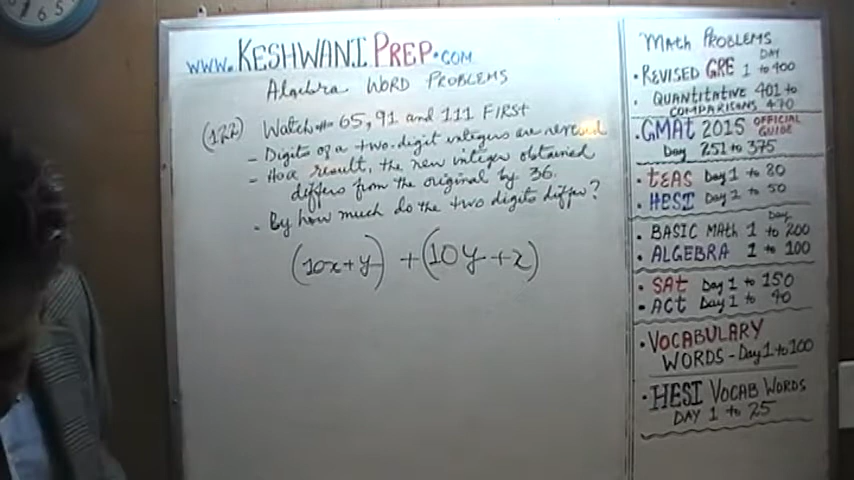 www.KESHWANIPREP.COM
Algebra WORD PROBLEMS
(122) Watch # 65, 91 and 111 FIRST
- Digits of a two-digit integers are reversed
- As a result, the new integer obtained
differs from the original by 36.
- By how much do the two digits differ?
(10x+y) + (10y+x)
Math PROBLEMS
DAY
• REVISED GRE 1 to 400
• QUANTITATIVE 401 to
COMPARISONS 470
• GMAt 2015 OFFICIAL GUIDE
Day 251 to 375
• tEAS Day 1 to 80
• HESI Day 1 to 50
Day
• BASIC MAth 1 to 200
• ALGEBRA 1 to 100
• SAt Day 1 to 150
• ACt Day 1 to 40
• VOCABULARY
WORDS - Day 1 to 100
• HESI VOCAB WORDS
DAY 1 to 25